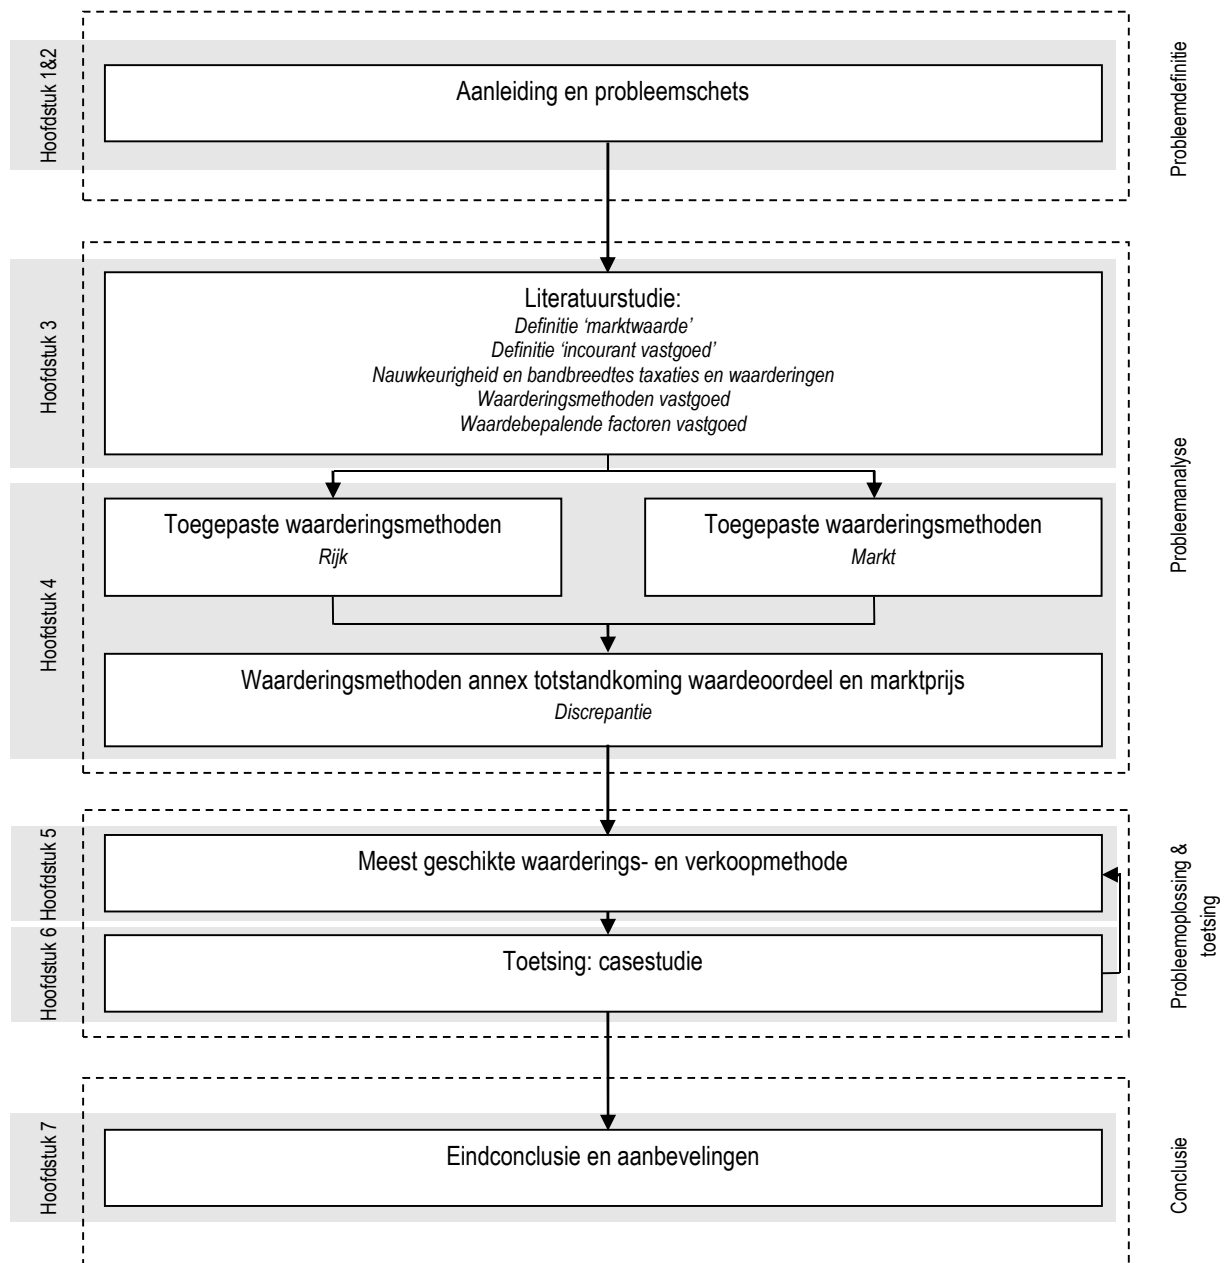 Hoofdstuk 1&2
Aanleiding en probleemschets
Probleemdefinitie
Hoofdstuk 3
Literatuurstudie:
Definitie ‘marktwaarde’
Definitie ‘incourant vastgoed’
Nauwkeurigheid en bandbreedtes taxaties en waarderingen
Waarderingsmethoden vastgoed
Waardebepalende factoren vastgoed
Probleemanalyse
Hoofdstuk 4
Toegepaste waarderingsmethoden
Rijk
Toegepaste waarderingsmethoden
Markt
Waarderingsmethoden annex totstandkoming waardeoordeel en marktprijs
Discrepantie
Hoofdstuk 5
Meest geschikte waarderings- en verkoopmethode
Probleemoplossing &
toetsing
Hoofdstuk 6
Toetsing: casestudie
Hoofdstuk 7
Eindconclusie en aanbevelingen
Conclusie